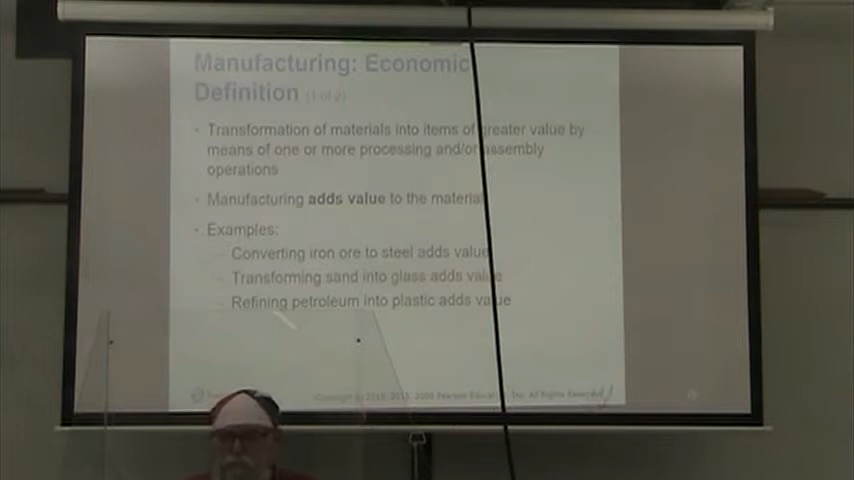 Manufacturing: Economic
Definition (1 of 2)
• Transformation of materials into items of greater value by
means of one or more processing and/or assembly
operations
• Manufacturing adds value to the material
• Examples:
– Converting iron ore to steel adds value
– Transforming sand into glass adds value
– Refining petroleum into plastic adds value
Copyright © 2018, 2015, Pearson Education, Inc. All Rights Reserved